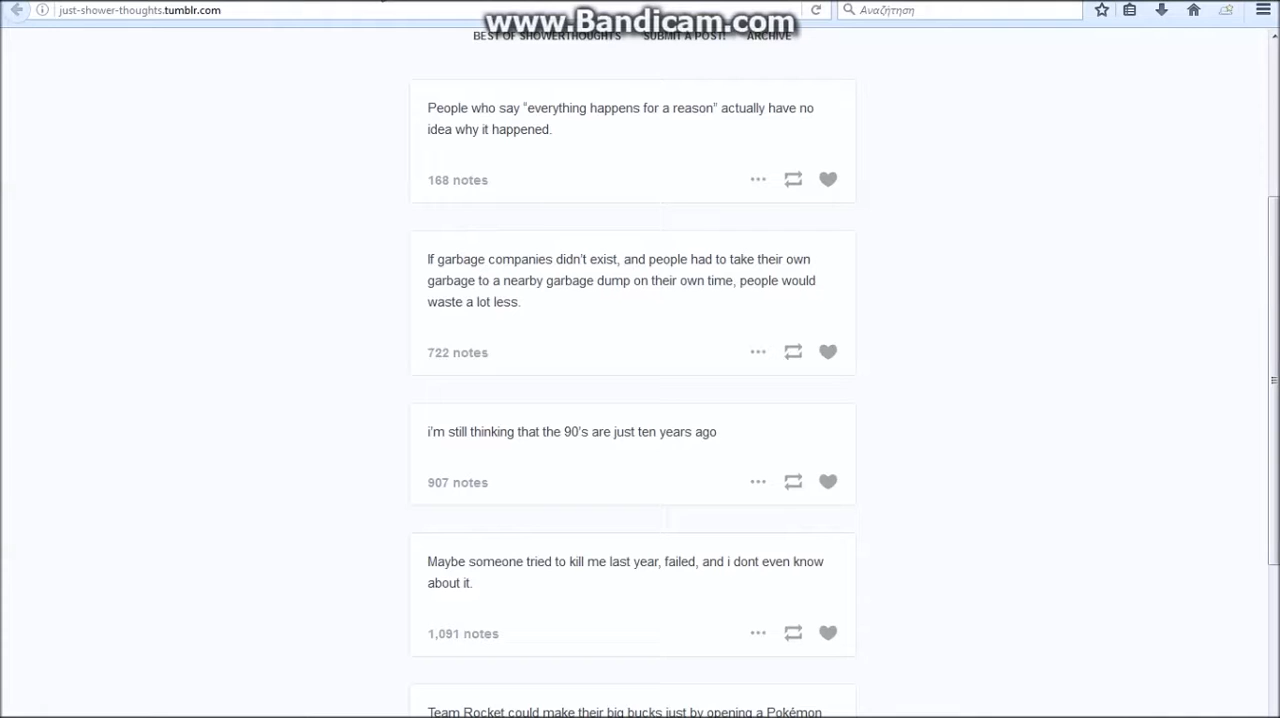 just-shower-thoughts.tumblr.com
Αναζήτηση
www.Bandicam.com
BEST OF SHOWERTHOUGHTS SUBMIT A POST! ARCHIVE
People who say “everything happens for a reason” actually have no
idea why it happened.
168 notes
If garbage companies didn’t exist, and people had to take their own
garbage to a nearby garbage dump on their own time, people would
waste a lot less.
722 notes
i’m still thinking that the 90’s are just ten years ago
907 notes
Maybe someone tried to kill me last year, failed, and i dont even know
about it.
1,091 notes
Team Rocket could make their big bucks just by opening a Pokémon